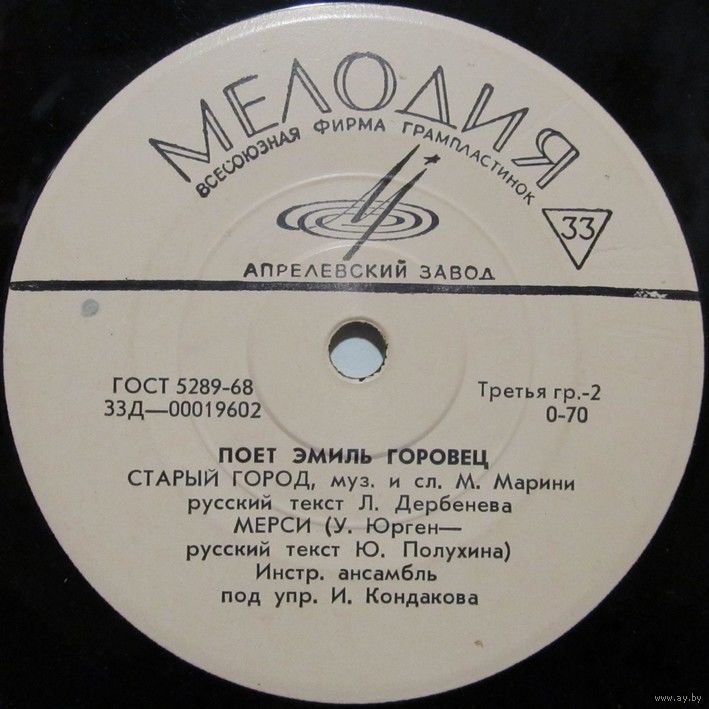 МЕЛОДИЯ
ВСЕСОЮЗНАЯ ФИРМА ГРАМПЛАСТИНОК
33
АПРЕЛЕВСКИЙ ЗАВОД
ГОСТ 5289-68
33Д—00019602
Третья гр.-2
0-70
ПОЕТ ЭМИЛЬ ГОРОВЕЦ
СТАРЫЙ ГОРОД, муз. и сл. М. Марини
русский текст Л. Дербенева
МЕРСИ (У. Юрген—
русский текст Ю. Полухина)
Инстр. ансамбль
под упр. И. Кондакова
www.ay.by